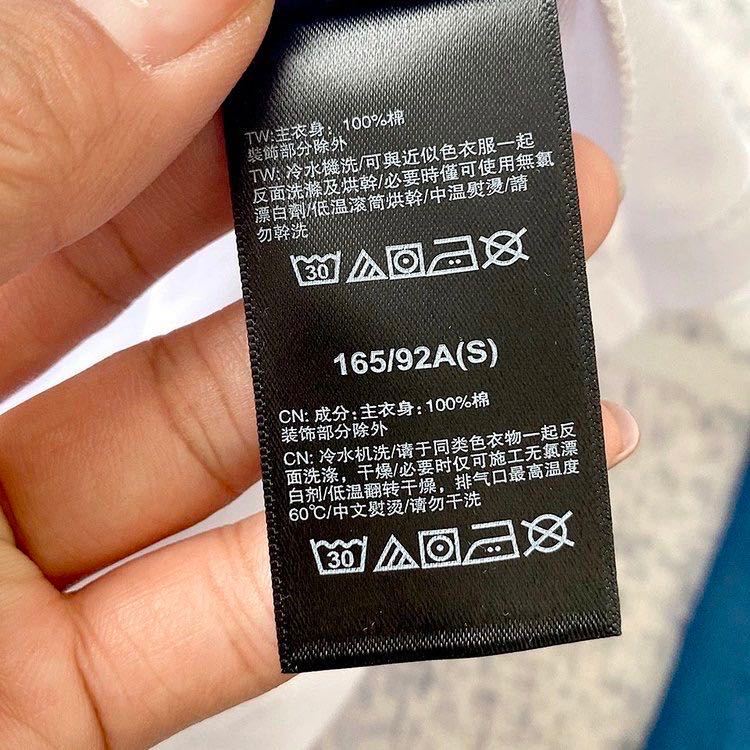 TW:主衣身：100%棉
裝飾部分除外
TW: 冷水機洗/可與近似色衣服一起
反面洗滌及烘幹/必要時僅可使用無氯
漂白劑/低温滚筒烘幹/中温熨燙/請
勿幹洗
30
165/92A(S)
CN: 成分:主衣身:100%棉
装饰部分除外
CN: 冷水机洗/请于同类色衣物一起反
面洗涤，干燥/必要时仅可施工无氯漂
白剂/低温翻转干燥，排气口最高温度
60℃/中文熨烫/请勿干洗
30